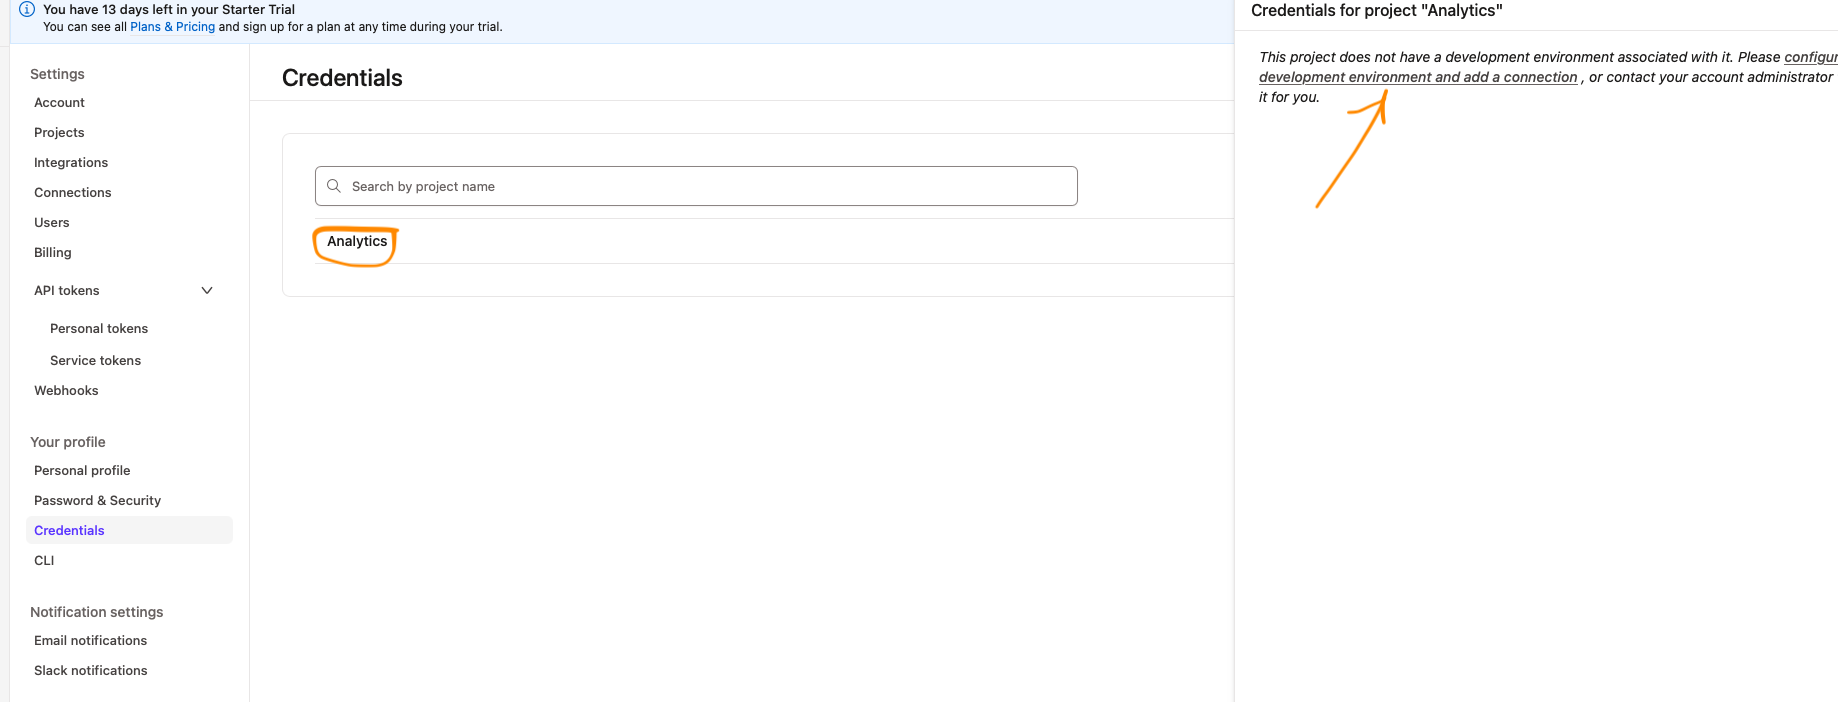 You have 13 days left in your Starter Trial
You can see all Plans & Pricing and sign up for a plan at any time during your trial.
Settings
Account
Projects
Integrations
Connections
Users
Billing
API tokens
Personal tokens
Service tokens
Webhooks
Your profile
Personal profile
Password & Security
Credentials
CLI
Notification settings
Email notifications
Slack notifications
Credentials
Search by project name
Analytics
Credentials for project "Analytics"
This project does not have a development environment associated with it. Please
development environment and add a connection , or contact your account administrator
it for you.